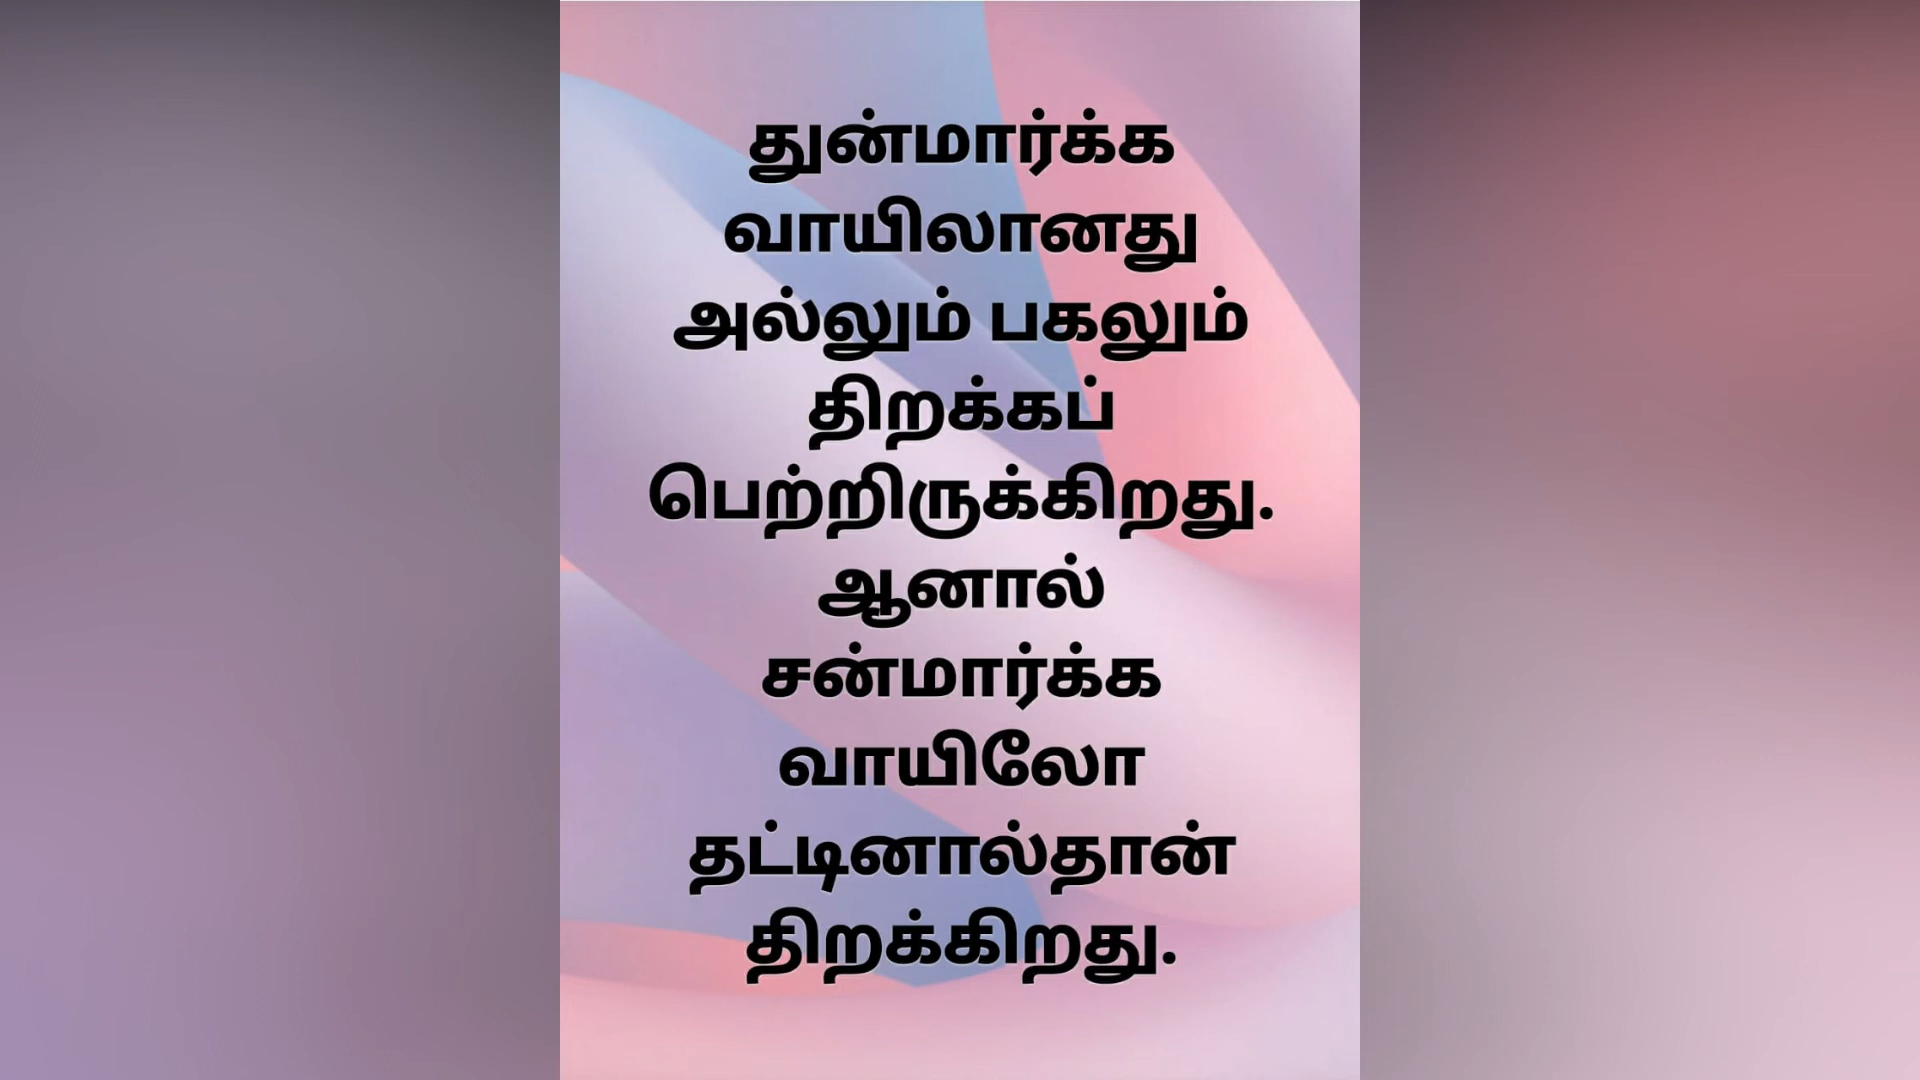 துன்மார்க்க
வாயிலானது
அல்லும் பகலும்
திறக்கப்
பெற்றிருக்கிறது.
ஆனால்
சன்மார்க்க
வாயிலோ
தட்டினால்தான்
திறக்கிறது.